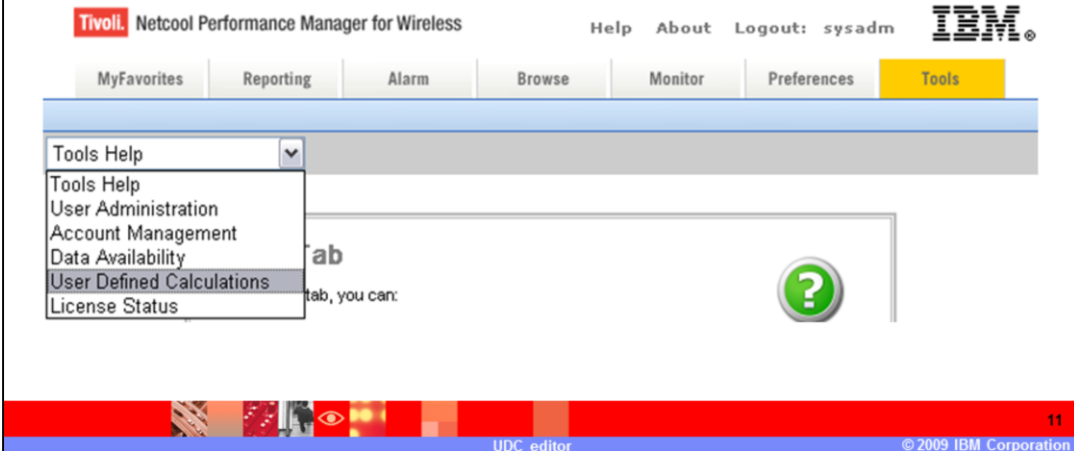 Tivoli. Netcool Performance Manager for Wireless
Help About Logout: sysadm IBM®
MyFavorites Reporting Alarm Browse Monitor Preferences Tools
Tools Help
Tools Help
User Administration
Account Management
Data Availability
User Defined Calculations
License Status
ab
tab, you can:
?
11
UDC editor
© 2009 IBM Corporation